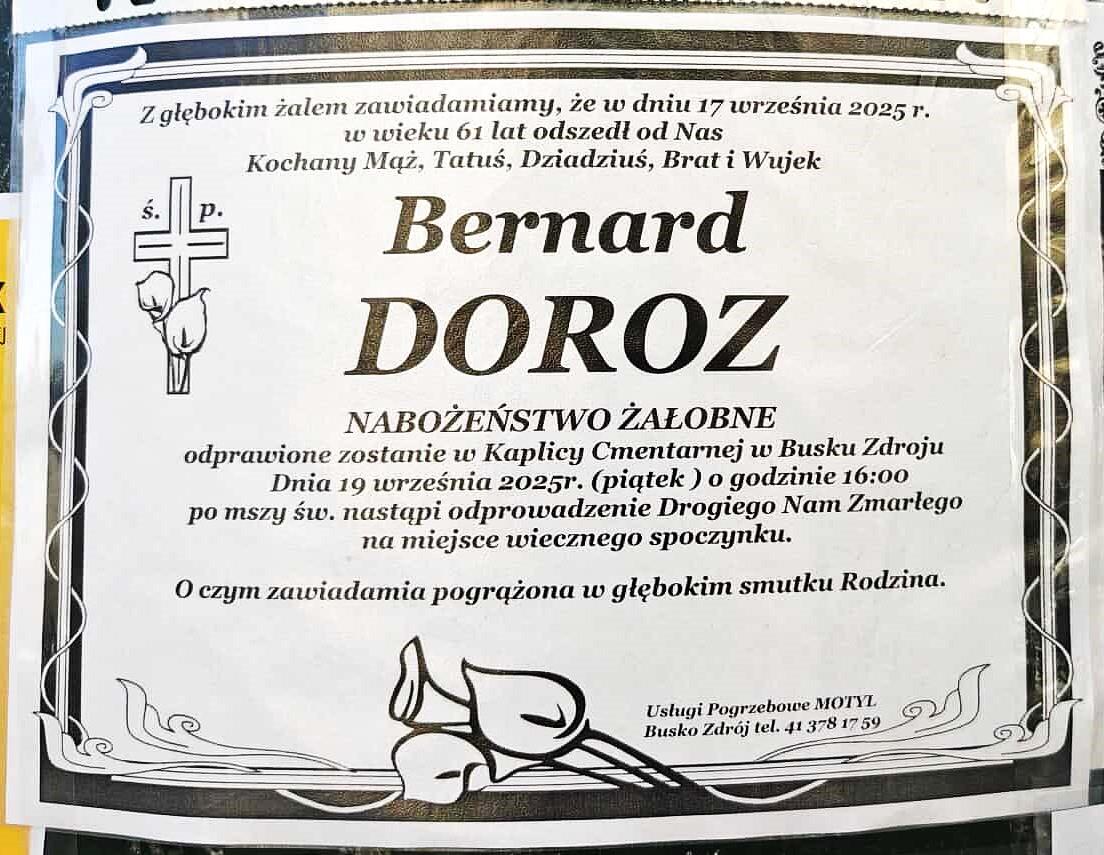 Z głębokim żalem zawiadamiamy, że w dniu 17 września 2025 r.
w wieku 61 lat odszedł od Nas
Kochany Mąż, Tatuś, Dziadziuś, Brat i Wujek
ś. p.
Bernard
DOROZ
NABOŻEŃSTWO ŻAŁOBNE
odprawione zostanie w Kaplicy Cmentarnej w Busku Zdroju
Dnia 19 września 2025r. (piątek ) o godzinie 16:00
po mszy św. nastąpi odprowadzenie Drogiego Nam Zmarłego
na miejsce wiecznego spoczynku.
O czym zawiadamia pogrążona w głębokim smutku Rodzina.
Usługi Pogrzebowe MOTYL
Busko Zdrój tel. 41 378 17 59